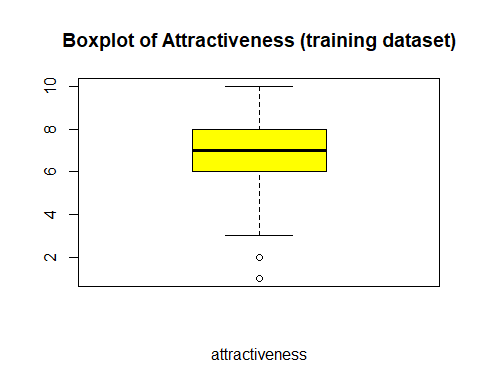 Boxplot of Attractiveness (training dataset)
10
8
6
4
2
attractiveness